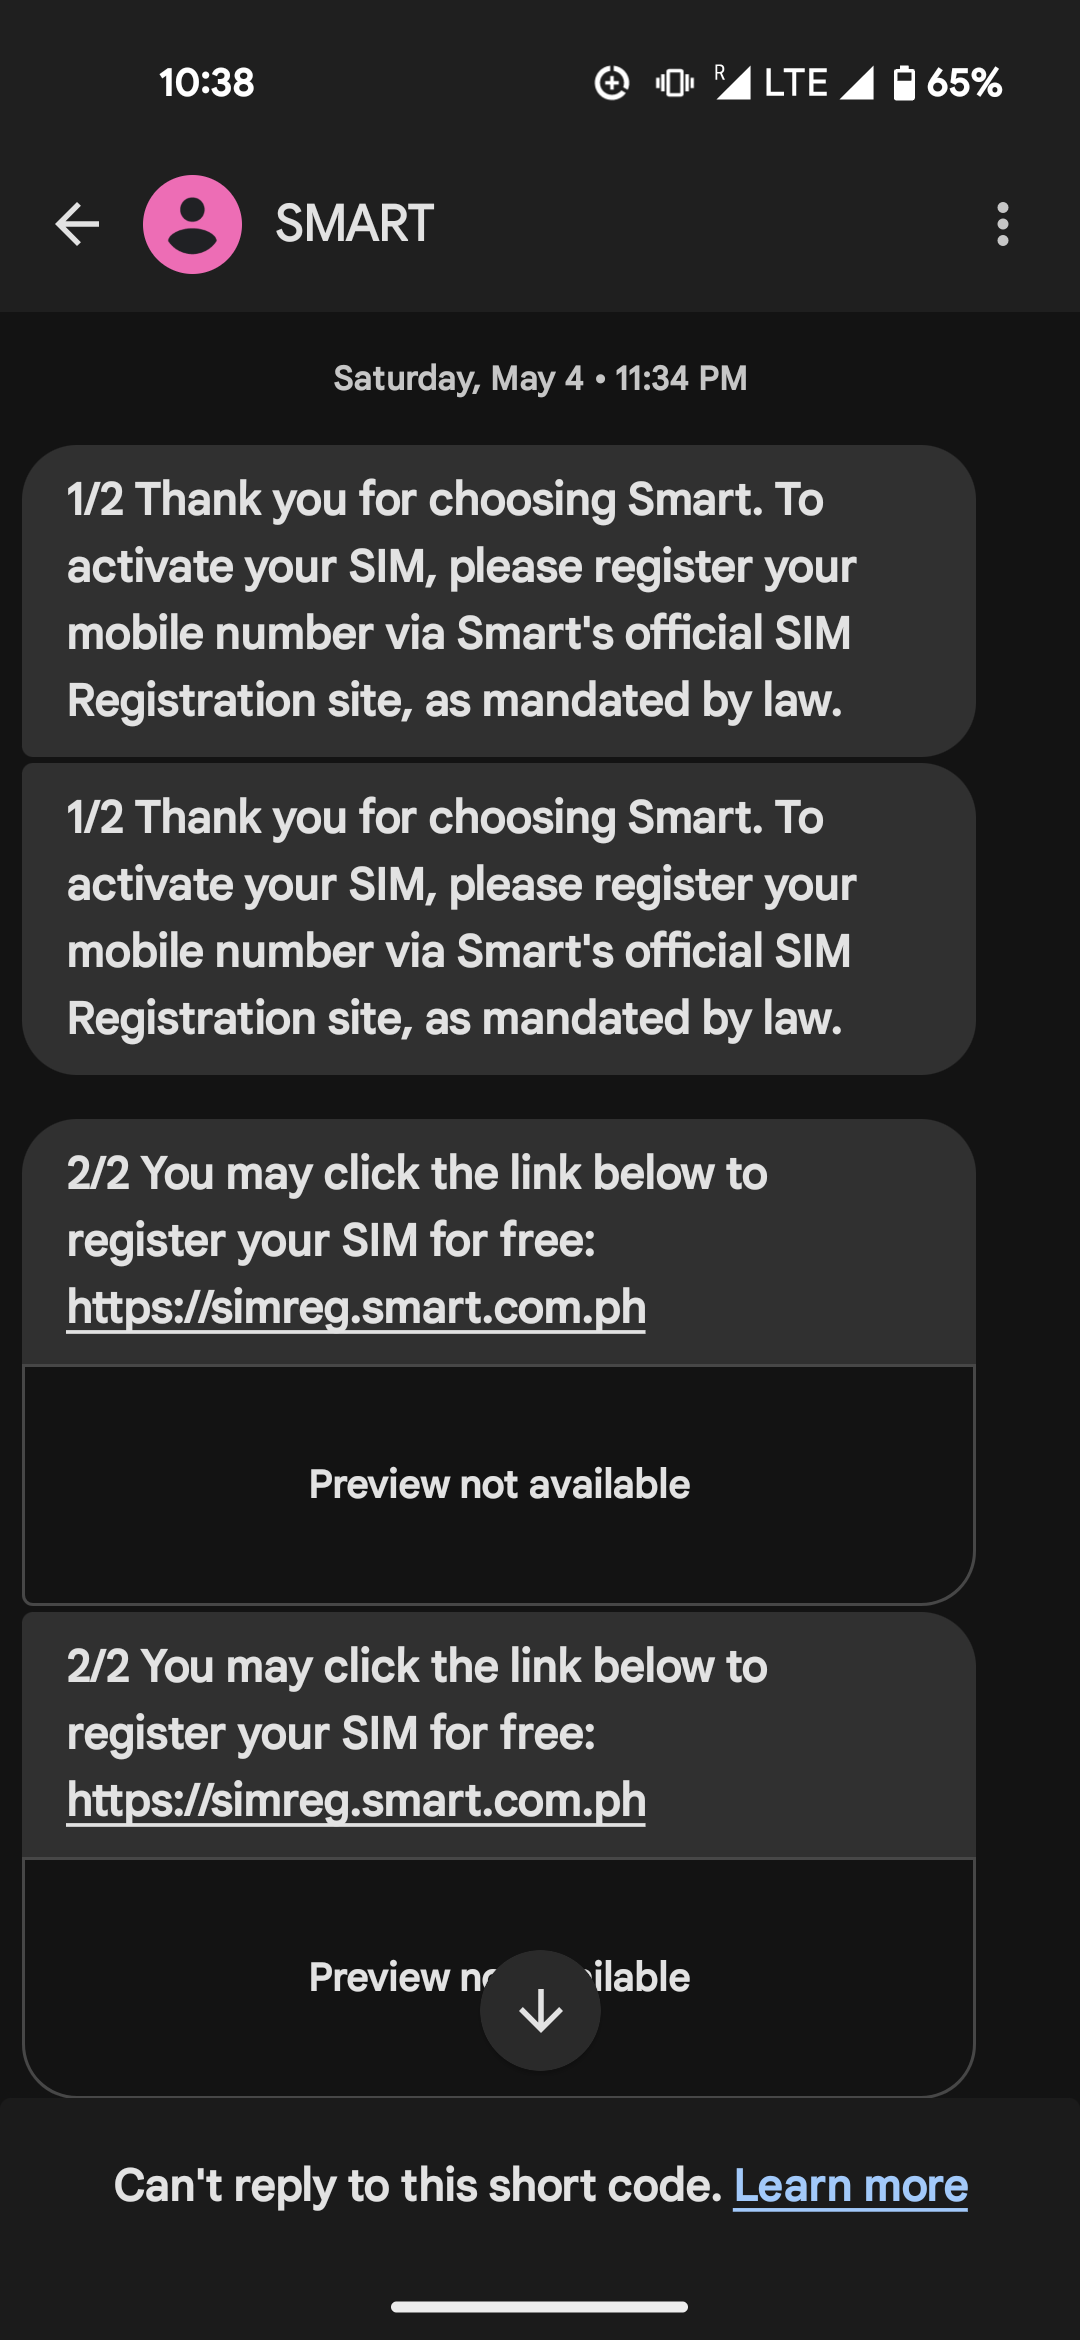 10:38
R LTE 65%
SMART
Saturday, May 4 • 11:34 PM
1/2 Thank you for choosing Smart. To
activate your SIM, please register your
mobile number via Smart's official SIM
Registration site, as mandated by law.
1/2 Thank you for choosing Smart. To
activate your SIM, please register your
mobile number via Smart's official SIM
Registration site, as mandated by law.
2/2 You may click the link below to
register your SIM for free:
https://simreg.smart.com.ph
Preview not available
2/2 You may click the link below to
register your SIM for free:
https://simreg.smart.com.ph
Preview
Can't reply to this short code. Learn more